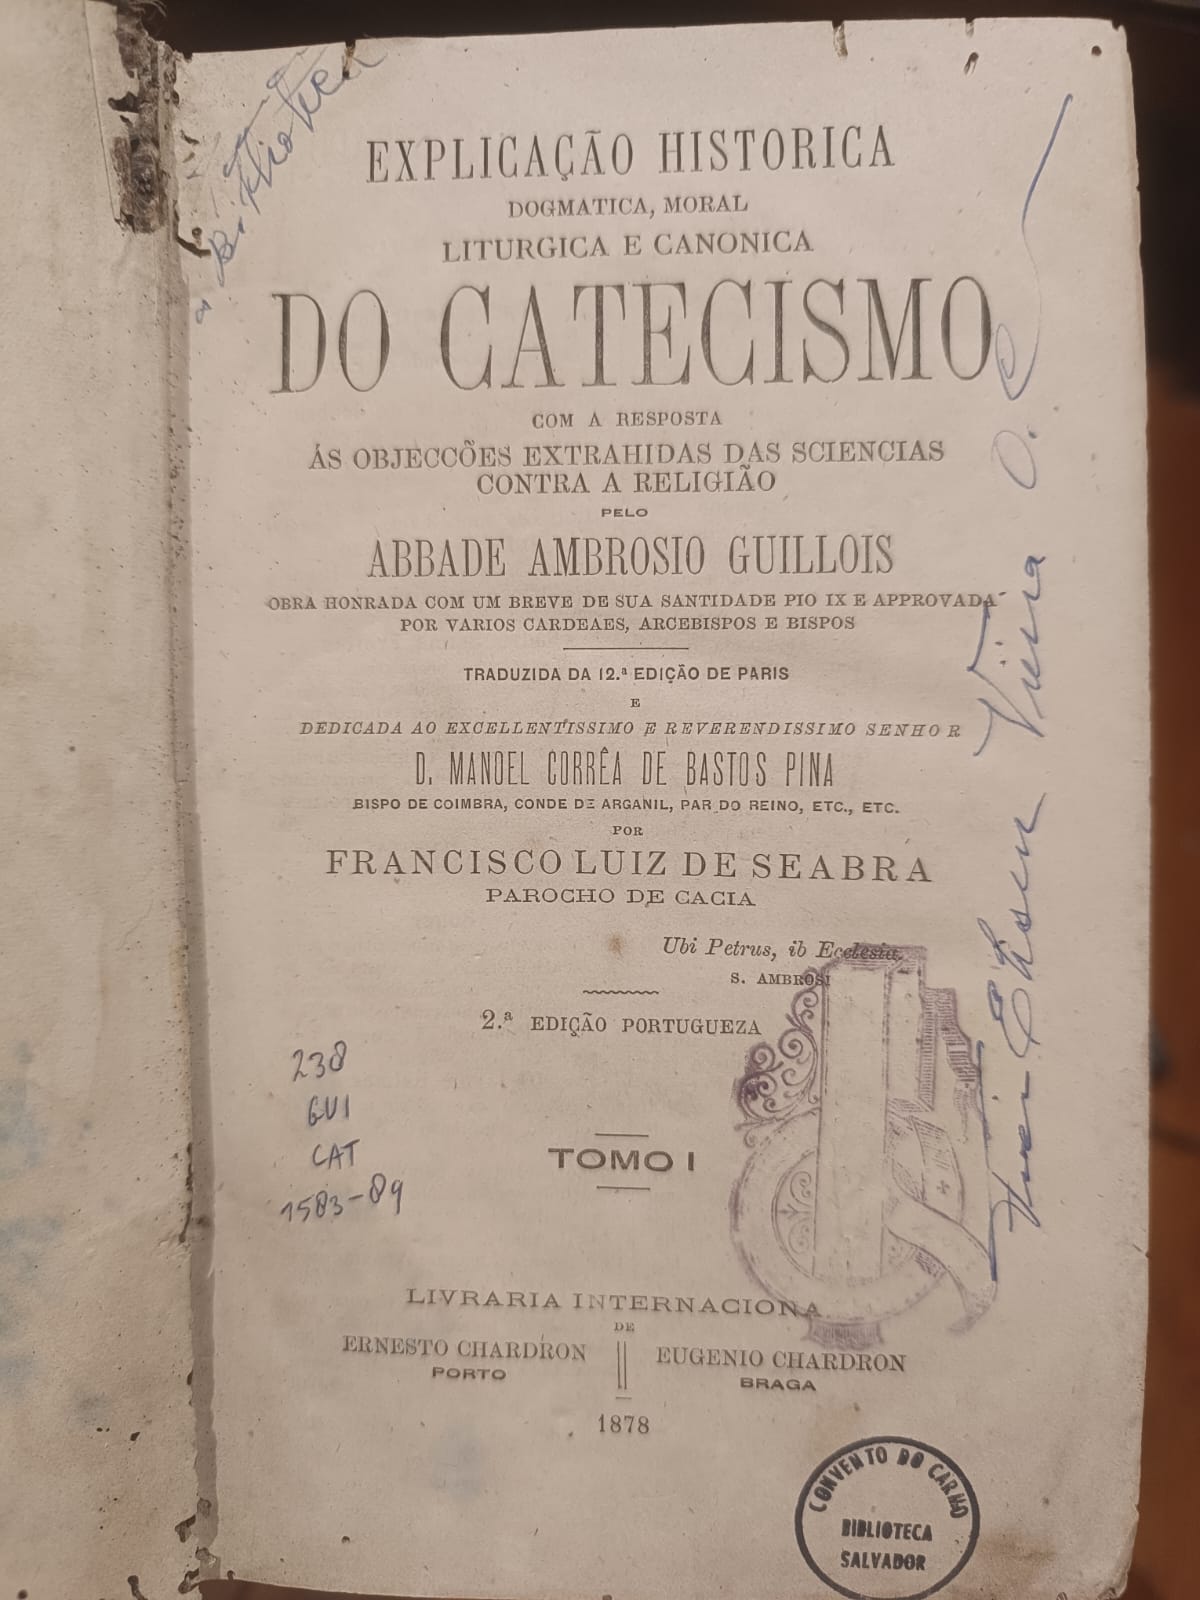 Bibliotheca
EXPLICAÇÃO HISTORICA
DOGMATICA, MORAL
LITURGICA E CANONICA
DO CATECISMO
COM A RESPOSTA
ÁS OBJECCÕES EXTRAHIDAS DAS SCIENCIAS
CONTRA A RELIGIÃO
PELO
ABBADE AMBROSIO GUILLOIS
OBRA HONRADA COM UM BREVE DE SUA SANTIDADE PIO IX E APPROVADA
POR VARIOS CARDEAES, ARCEBISPOS E BISPOS
TRADUZIDA DA 12.ª EDIÇÃO DE PARIS
E
DEDICADA AO EXCELLENTISSIMO E REVERENDISSIMO SENHOR
D. MANOEL CORRÊA DE BASTOS PINA
BISPO DE COIMBRA, CONDE DE ARGANIL, PAR DO REINO, ETC., ETC.
POR
FRANCISCO LUIZ DE SEABRA
PAROCHO DE CACIA
Ubi Petrus, ib Ecclesia.
S. AMBROSI
2.ª EDIÇÃO PORTUGUEZA
238
GUI
CAT
1583-89
TOMO I
LIVRARIA INTERNACIONA
DE
ERNESTO CHARDRON
PORTO
EUGENIO CHARDRON
BRAGA
1878
CONVENTO DO CARMO
BIBLIOTECA
SALVADOR